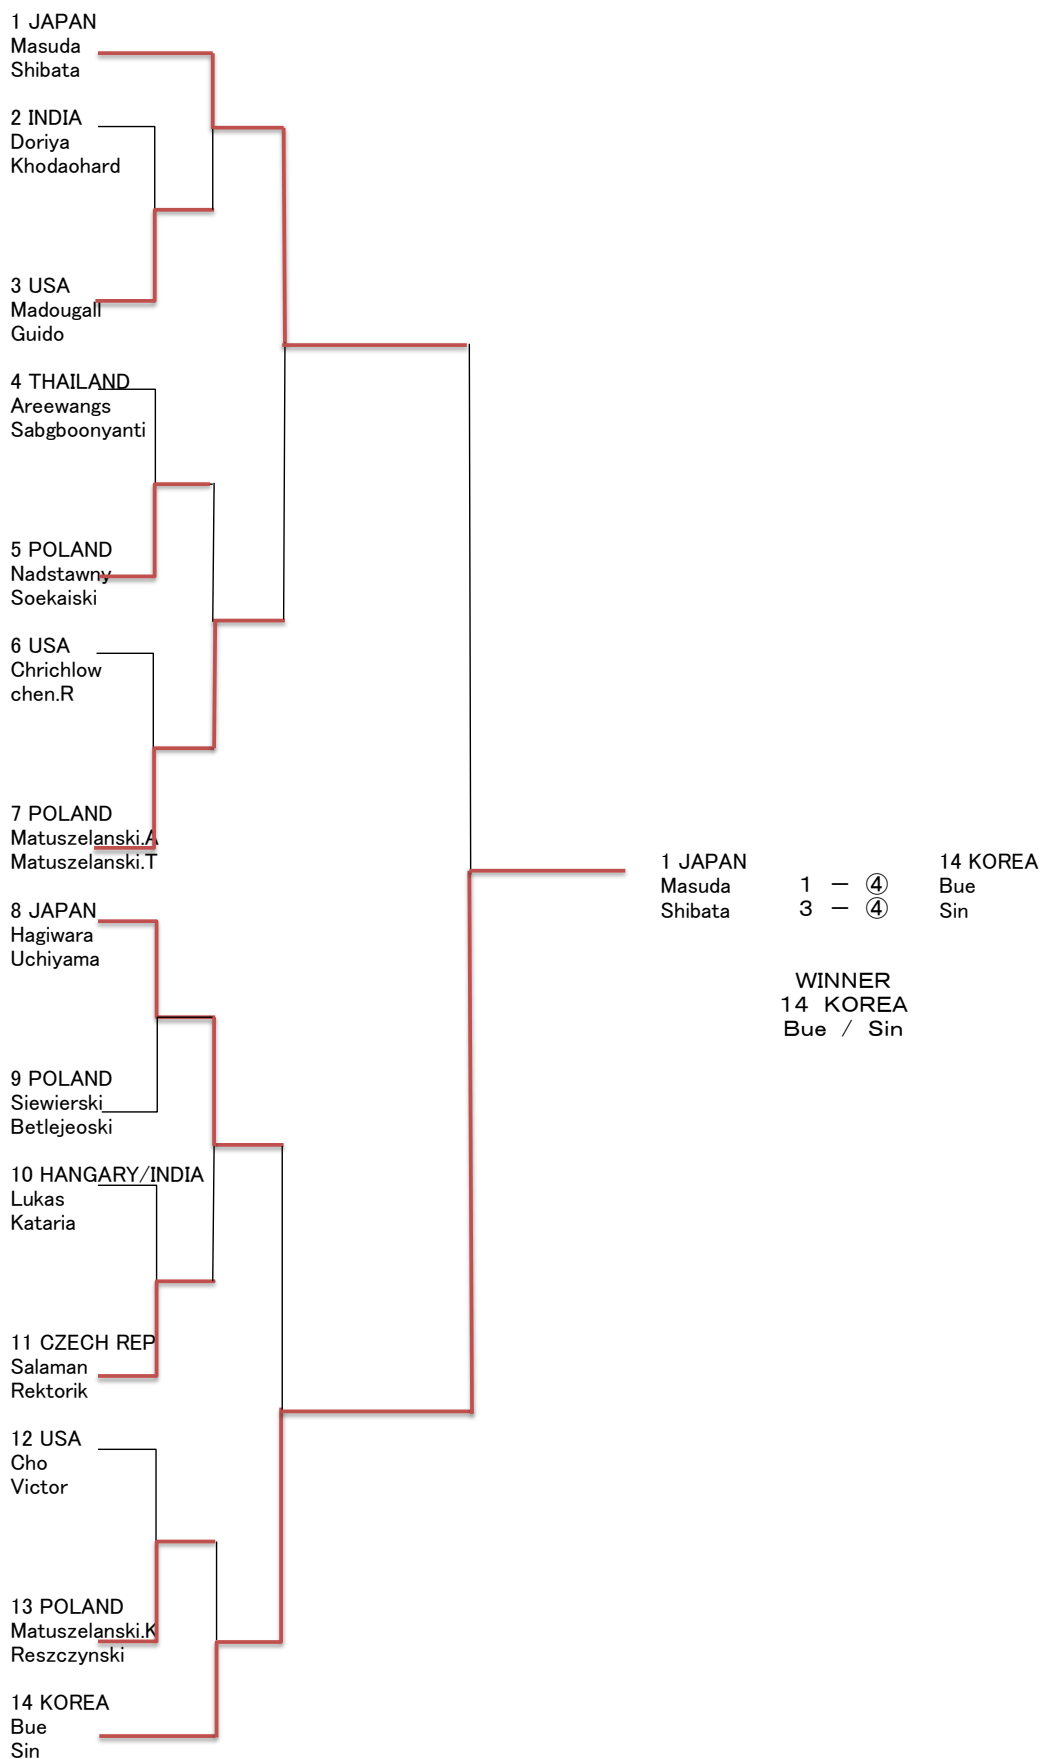 1 JAPAN
Masuda
Shibata
2 INDIA
Doriya
Khodaohard
3 USA
Madougall
Guido
4 THAILAND
Areewangs
Sabgboonyanti
5 POLAND
Nadstawny
Soekaiski
6 USA
Chrichlow
chen.R
7 POLAND
Matuszelanski.A
Matuszelanski.T
8 JAPAN
Hagiwara
Uchiyama
9 POLAND
Siewierski
Betlejeoski
10 HANGARY/INDIA
Lukas
Kataria
11 CZECH REP
Salaman
Rektorik
12 USA
Cho
Victor
13 POLAND
Matuszelanski.K
Reszczynski
14 KOREA
Bue
Sin
1 JAPAN 14 KOREA
Masuda 1 － ④ Bue
Shibata 3 － ④ Sin
WINNER
14 KOREA
Bue / Sin